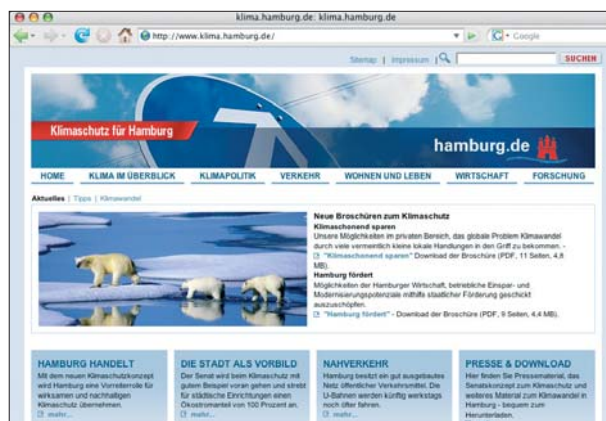 klima.hamburg.de: klima.hamburg.de
http://www.klima.hamburg.de/
Google
Sitemap | Impressum
SUCHEN
Klimaschutz für Hamburg
hamburg.de
HOME KLIMA IM ÜBERBLICK KLIMAPOLITIK VERKEHR WOHNEN UND LEBEN WIRTSCHAFT FORSCHUNG
Aktuelles | Tipps | Klimawandel
Neue Broschüren zum Klimaschutz
Klimaschonend sparen
Unsere Möglichkeiten im privaten Bereich, das globale Problem Klimawandel
durch viele vermeintlich kleine lokale Handlungen in den Griff zu bekommen. -
"Klimaschonend sparen" Download der Broschüre (PDF, 11 Seiten, 4,8
MB).
Hamburg fördert
Möglichkeiten der Hamburger Wirtschaft, betriebliche Einspar- und
Modernisierungspotenziale mithilfe staatlicher Förderung geschickt
auszuschöpfen.
"Hamburg fördert" - Download der Broschüre (PDF, 9 Seiten, 4,4 MB).
HAMBURG HANDELT
Mit dem neuen Klimaschutzkonzept
wird Hamburg eine Vorreiterrolle für
wirksamen und nachhaltigen
Klimaschutz übernehmen.
mehr...
DIE STADT ALS VORBILD
Der Senat wird beim Klimaschutz mit
gutem Beispiel voran gehen und strebt
für städtische Einrichtungen einen
Ökostromanteil von 100 Prozent an.
mehr...
NAHVERKEHR
Hamburg besitzt ein gut ausgebautes
Netz öffentlicher Verkehrsmittel. Die
U-Bahnen werden künftig werktags
noch öfter fahren.
mehr...
PRESSE & DOWNLOAD
Hier finden Sie Pressematerial, das
Senatskonzept zum Klimaschutz und
weiteres Material zum Klimawandel in
Hamburg - bequem zum
Herunterladen.